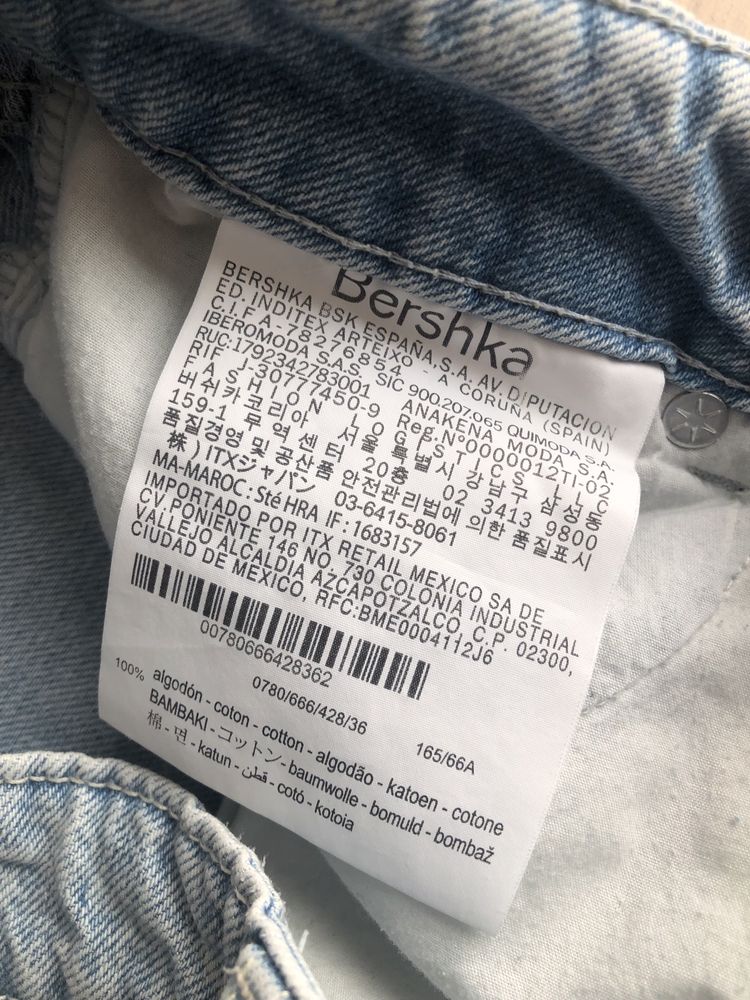 Bershka
BERSHKA BSK ESPAÑA, S.A. AV. DIPUTACION
ED. INDITEX ARTEIXO - A CORUÑA (SPAIN)
C.I.F. A-78276854
IBEROMODA S.A.S. SIC 900.207.065 QUIMODA S.A.
RUC:1792342783001 ANAKENA MODA S.A.
RIF J-30777450-9 Reg.Nº0000012TI-02
FASHION LOGISTICS LLC
버쉬카코리아 서울특별시 강남구 삼성동
159-1 무역센터 20층 02 3413 9800
품질경영 및 공산품 안전관리법에 의한 품질표시
株) ITXジャパン 03-6415-8061
MA-MAROC: Sté HRA IF: 1683157
IMPORTADO POR ITX RETAIL MEXICO SA DE
CV. PONIENTE 146 NO. 730 COLONIA INDUSTRIAL
VALLEJO ALCALDIA AZCAPOTZALCO. C.P. 02300,
CIUDAD DE MEXICO, RFC:BME0004112J6
00780666428362
0780/666/428/36 165/66A
100% algodón - coton - cotton - algodão - katoen - cotone
BAMBAKI - コットン - baumwolle - bomuld - bombaž
棉 - 면 - katun - قطن - cotó - kotoia